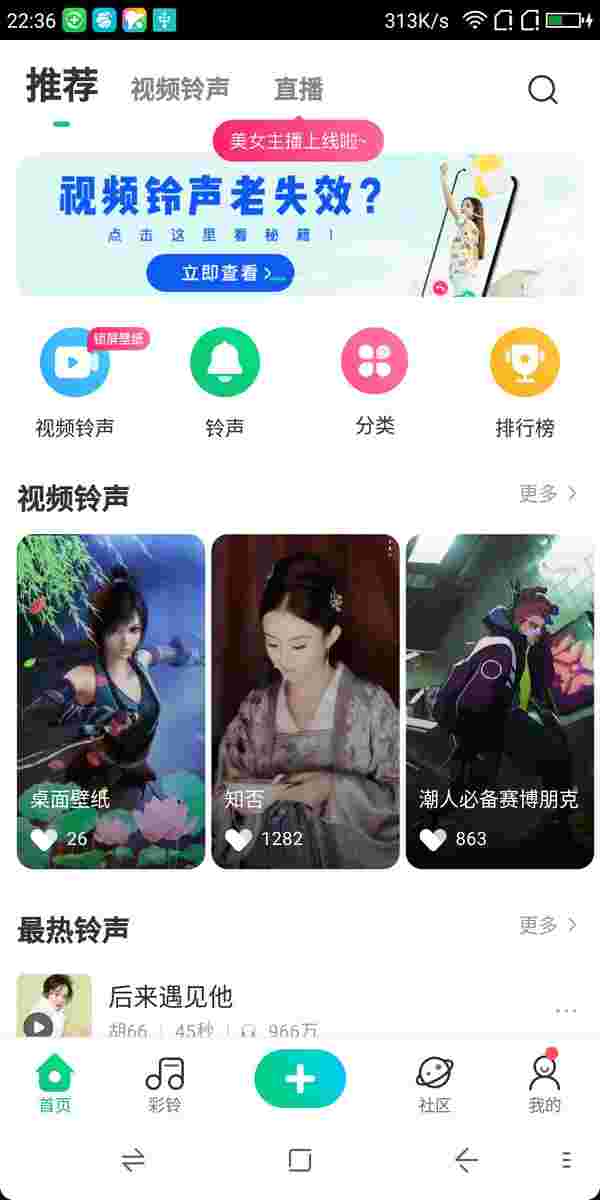 22:36
313K/s
推荐 视频铃声 直播
美女主播上线啦~
视频铃声老失效?
点击这里看秘籍!
立即查看
锁屏壁纸
视频铃声 铃声 分类 排行榜
视频铃声 更多
桌面壁纸 知否 潮人必备赛博朋克
26 1282 863
最热铃声 更多
后来遇见他
胡66 45秒 966万
首页 彩铃 社区 我的